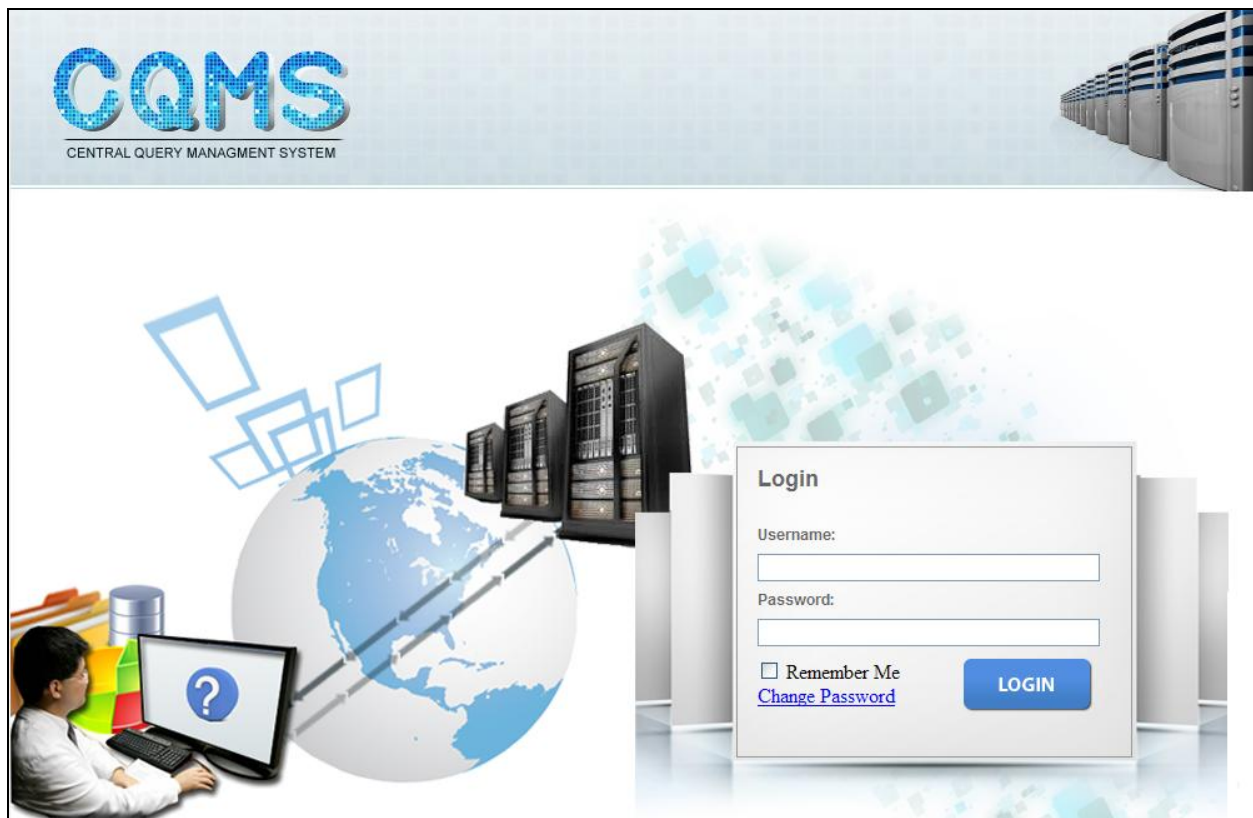 CQMS
CENTRAL QUERY MANAGMENT SYSTEM
Login
Username:
Password:
Remember Me
Change Password
LOGIN
?